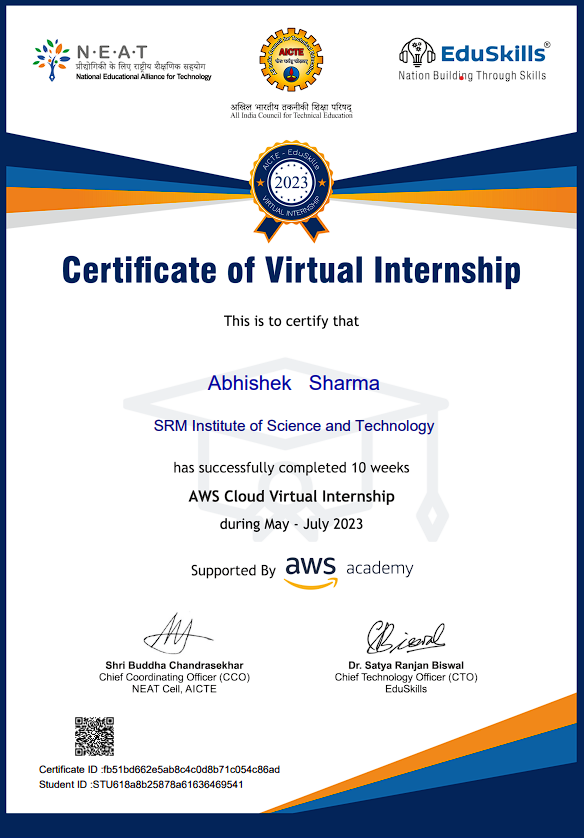 N·E·A·T
प्रौद्योगिकी के लिए राष्ट्रीय शैक्षणिक सहयोग
National Educational Alliance for Technology
AICTE
EduSkills®
Nation Building Through Skills
अखिल भारतीय तकनीकी शिक्षा परिषद्
All India Council for Technical Education
AICTE - EduSkills
2023
VIRTUAL INTERNSHIP
Certificate of Virtual Internship
This is to certify that
Abhishek Sharma
SRM Institute of Science and Technology
has successfully completed 10 weeks
AWS Cloud Virtual Internship
during May - July 2023
Supported By aws academy
Shri Buddha Chandrasekhar
Chief Coordinating Officer (CCO)
NEAT Cell, AICTE
Dr. Satya Ranjan Biswal
Chief Technology Officer (CTO)
EduSkills
Certificate ID :fb51bd662e5ab8c4c0d8b71c054c86ad
Student ID :STU618a8b25878a61636469541